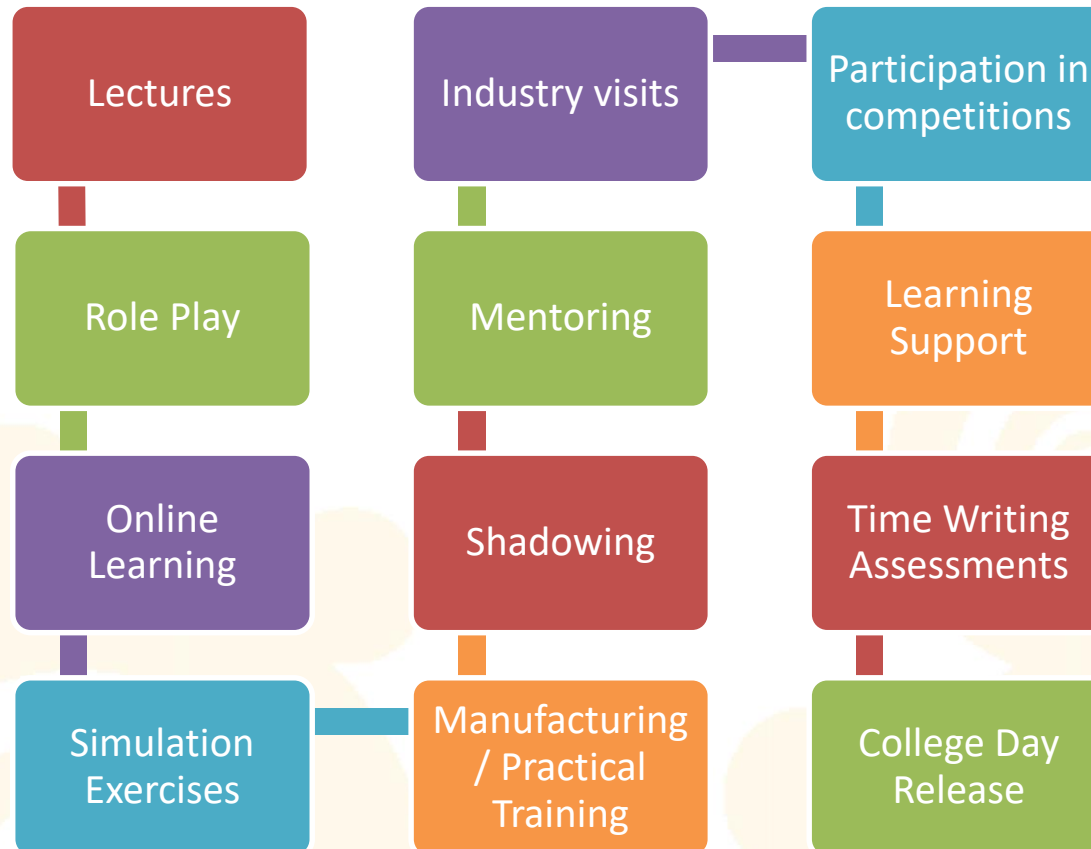 Lectures
Role Play
Online
Learning
Simulation
Exercises
Manufacturing
/ Practical
Training
Shadowing
Mentoring
Industry visits
Participation in
competitions
Learning
Support
Time Writing
Assessments
College Day
Release